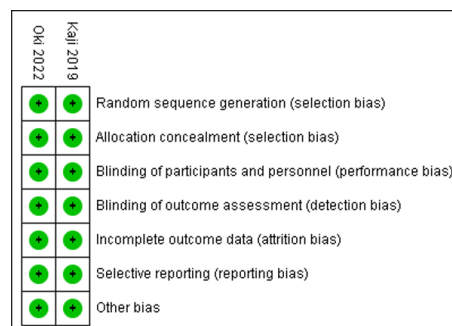 Oki 2022
Kaji 2019
+ + Random sequence generation (selection bias)
+ + Allocation concealment (selection bias)
+ + Blinding of participants and personnel (performance bias)
+ + Blinding of outcome assessment (detection bias)
+ + Incomplete outcome data (attrition bias)
+ + Selective reporting (reporting bias)
+ + Other bias